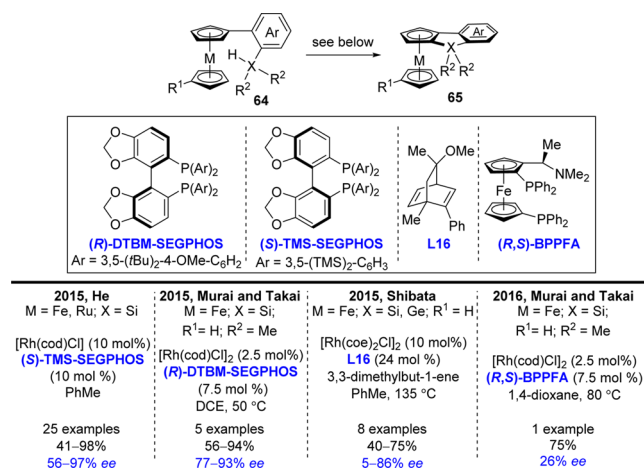 Ar
see below
Ar
M
H
X
R2
R2
R1
64
M
X
R2
R2
R1
65
O
O
P(Ar)2
P(Ar)2
O
O
(R)-DTBM-SEGPHOS
Ar = 3,5-(tBu)2-4-OMe-C6H2
O
O
P(Ar)2
P(Ar)2
O
O
(S)-TMS-SEGPHOS
Ar = 3,5-(TMS)2-C6H3
Me
OMe
Me
Ph
L16
Me
NMe2
PPh2
Fe
PPh2
(R,S)-BPPFA
2015, He
M = Fe, Ru; X = Si
[Rh(cod)Cl] (10 mol%)
(S)-TMS-SEGPHOS
(10 mol %)
PhMe
25 examples
41–98%
56–97% ee
2015, Murai and Takai
M = Fe; X = Si;
R1= H; R2 = Me
[Rh(cod)Cl]2 (2.5 mol%)
(R)-DTBM-SEGPHOS
(7.5 mol %)
DCE, 50 °C
5 examples
56–94%
77–93% ee
2015, Shibata
M = Fe; X = Si, Ge; R1 = H
[Rh(coe)2Cl]2 (10 mol%)
L16 (24 mol %)
3,3-dimethylbut-1-ene
PhMe, 135 °C
8 examples
40–75%
5–86% ee
2016, Murai and Takai
M = Fe; X = Si;
R1= H; R2 = Me
[Rh(cod)Cl]2 (2.5 mol%)
(R,S)-BPPFA (7.5 mol %)
1,4-dioxane, 80 °C
1 example
75%
26% ee